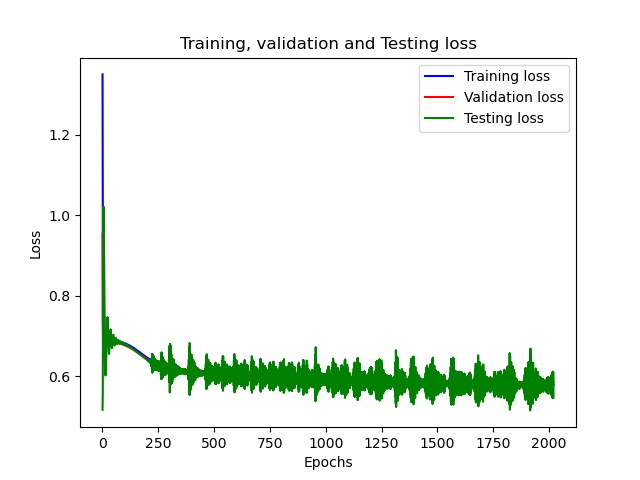 Training, validation and Testing loss
Training loss
Validation loss
Testing loss
Loss
1.2
1.0
0.8
0.6
0 250 500 750 1000 1250 1500 1750 2000
Epochs